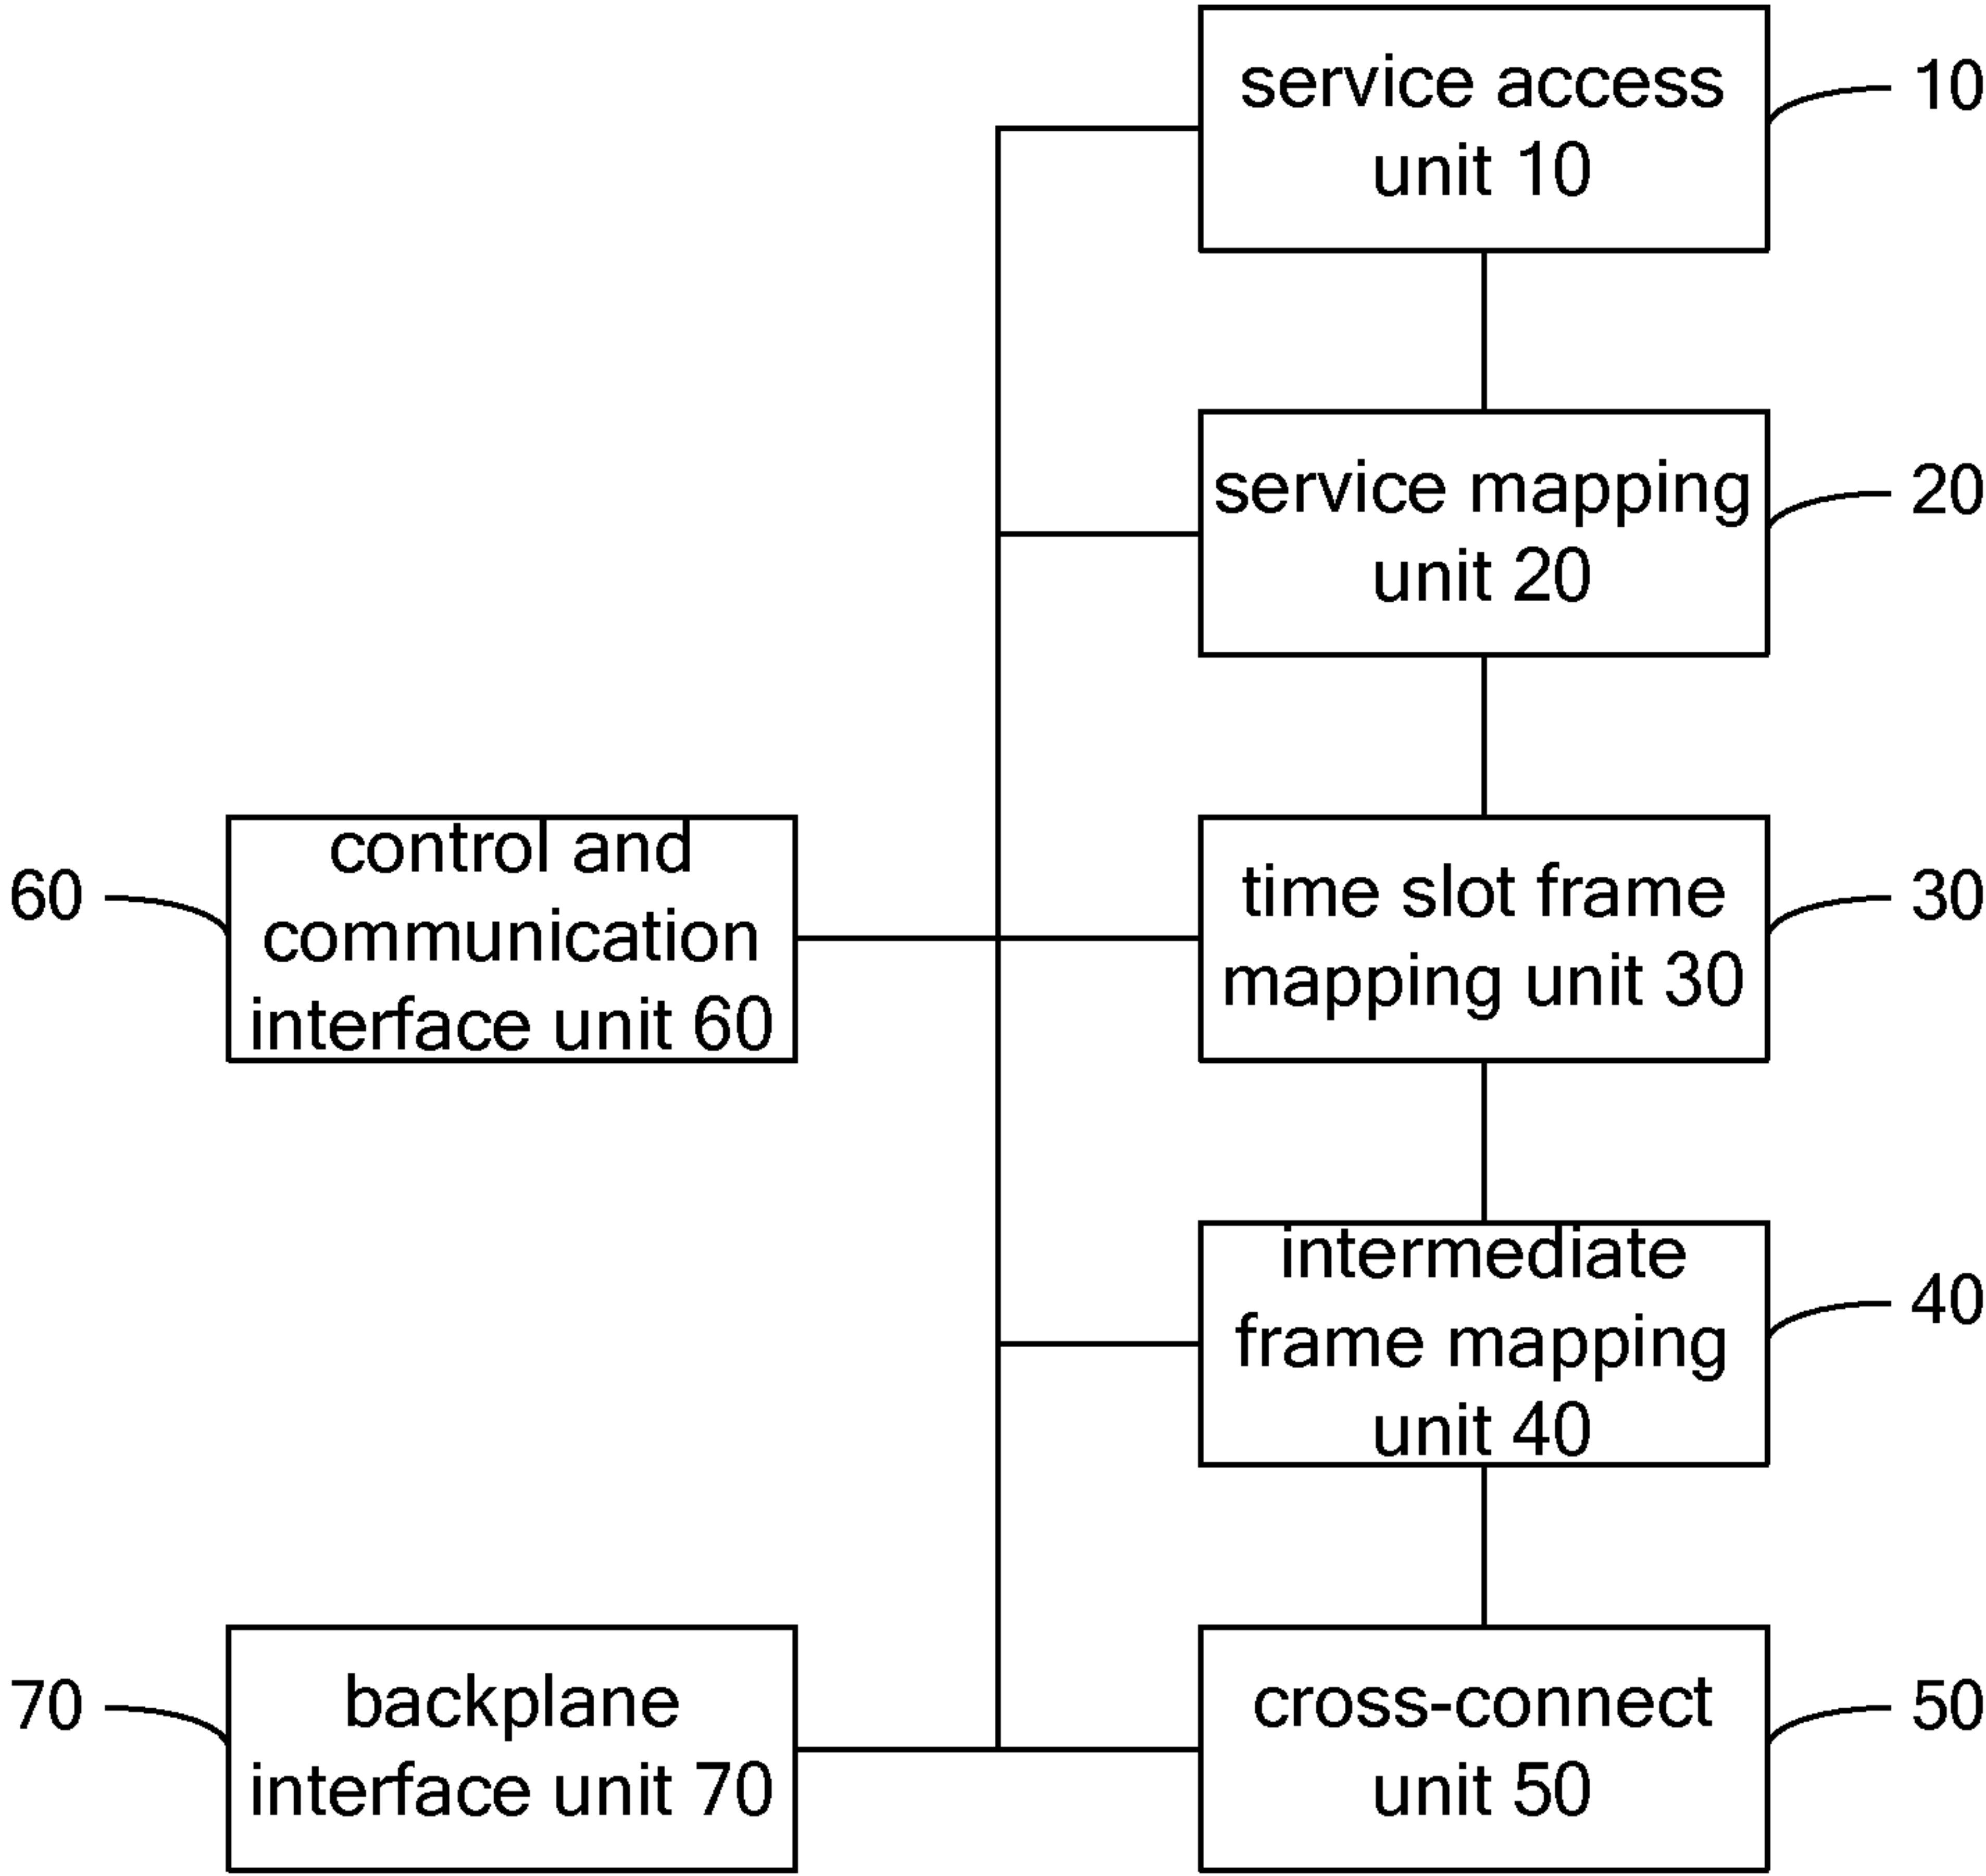 service access
unit 10
10
service mapping
unit 20
20
control and
communication
interface unit 60
60
time slot frame
mapping unit 30
30
intermediate
frame mapping
unit 40
40
backplane
interface unit 70
70
cross-connect
unit 50
50